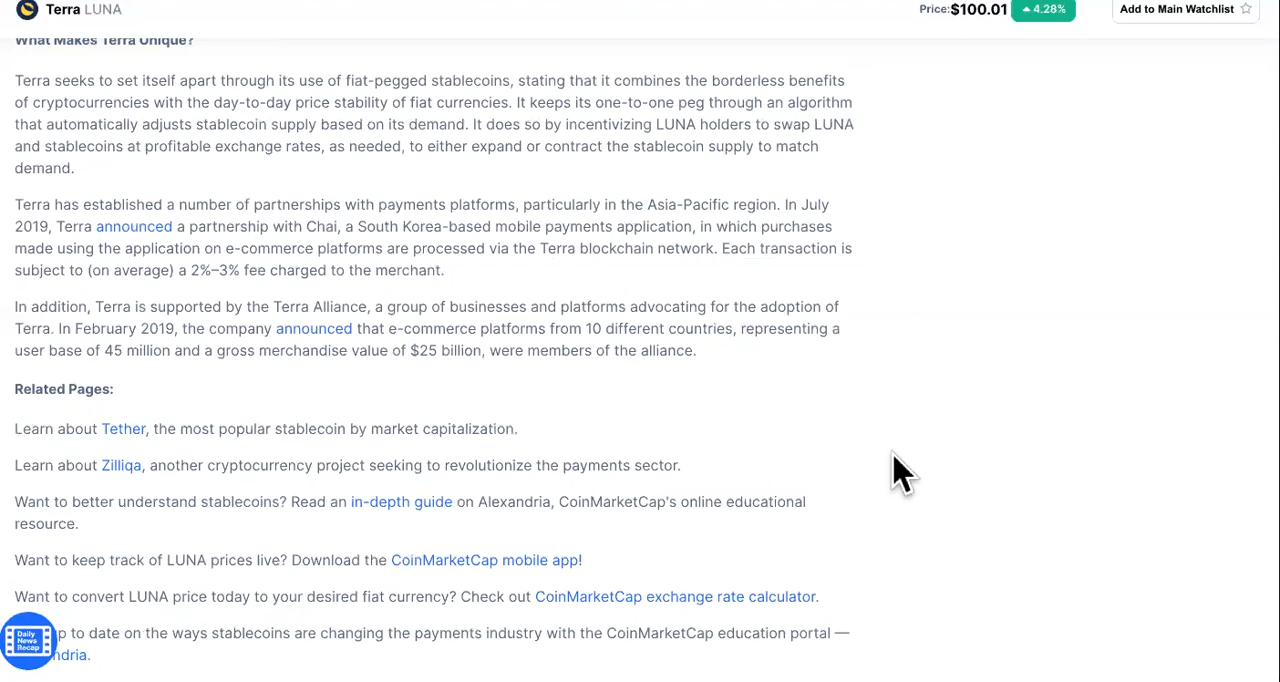 Terra LUNA
Price:$100.01 4.28% Add to Main Watchlist
What Makes Terra Unique?
Terra seeks to set itself apart through its use of fiat-pegged stablecoins, stating that it combines the borderless benefits
of cryptocurrencies with the day-to-day price stability of fiat currencies. It keeps its one-to-one peg through an algorithm
that automatically adjusts stablecoin supply based on its demand. It does so by incentivizing LUNA holders to swap LUNA
and stablecoins at profitable exchange rates, as needed, to either expand or contract the stablecoin supply to match
demand.
Terra has established a number of partnerships with payments platforms, particularly in the Asia-Pacific region. In July
2019, Terra announced a partnership with Chai, a South Korea-based mobile payments application, in which purchases
made using the application on e-commerce platforms are processed via the Terra blockchain network. Each transaction is
subject to (on average) a 2%–3% fee charged to the merchant.
In addition, Terra is supported by the Terra Alliance, a group of businesses and platforms advocating for the adoption of
Terra. In February 2019, the company announced that e-commerce platforms from 10 different countries, representing a
user base of 45 million and a gross merchandise value of $25 billion, were members of the alliance.
Related Pages:
Learn about Tether, the most popular stablecoin by market capitalization.
Learn about Zilliqa, another cryptocurrency project seeking to revolutionize the payments sector.
Want to better understand stablecoins? Read an in-depth guide on Alexandria, CoinMarketCap's online educational
resource.
Want to keep track of LUNA prices live? Download the CoinMarketCap mobile app!
Want to convert LUNA price today to your desired fiat currency? Check out CoinMarketCap exchange rate calculator.
p to date on the ways stablecoins are changing the payments industry with the CoinMarketCap education portal —
ndria.
Daily
News
Recap